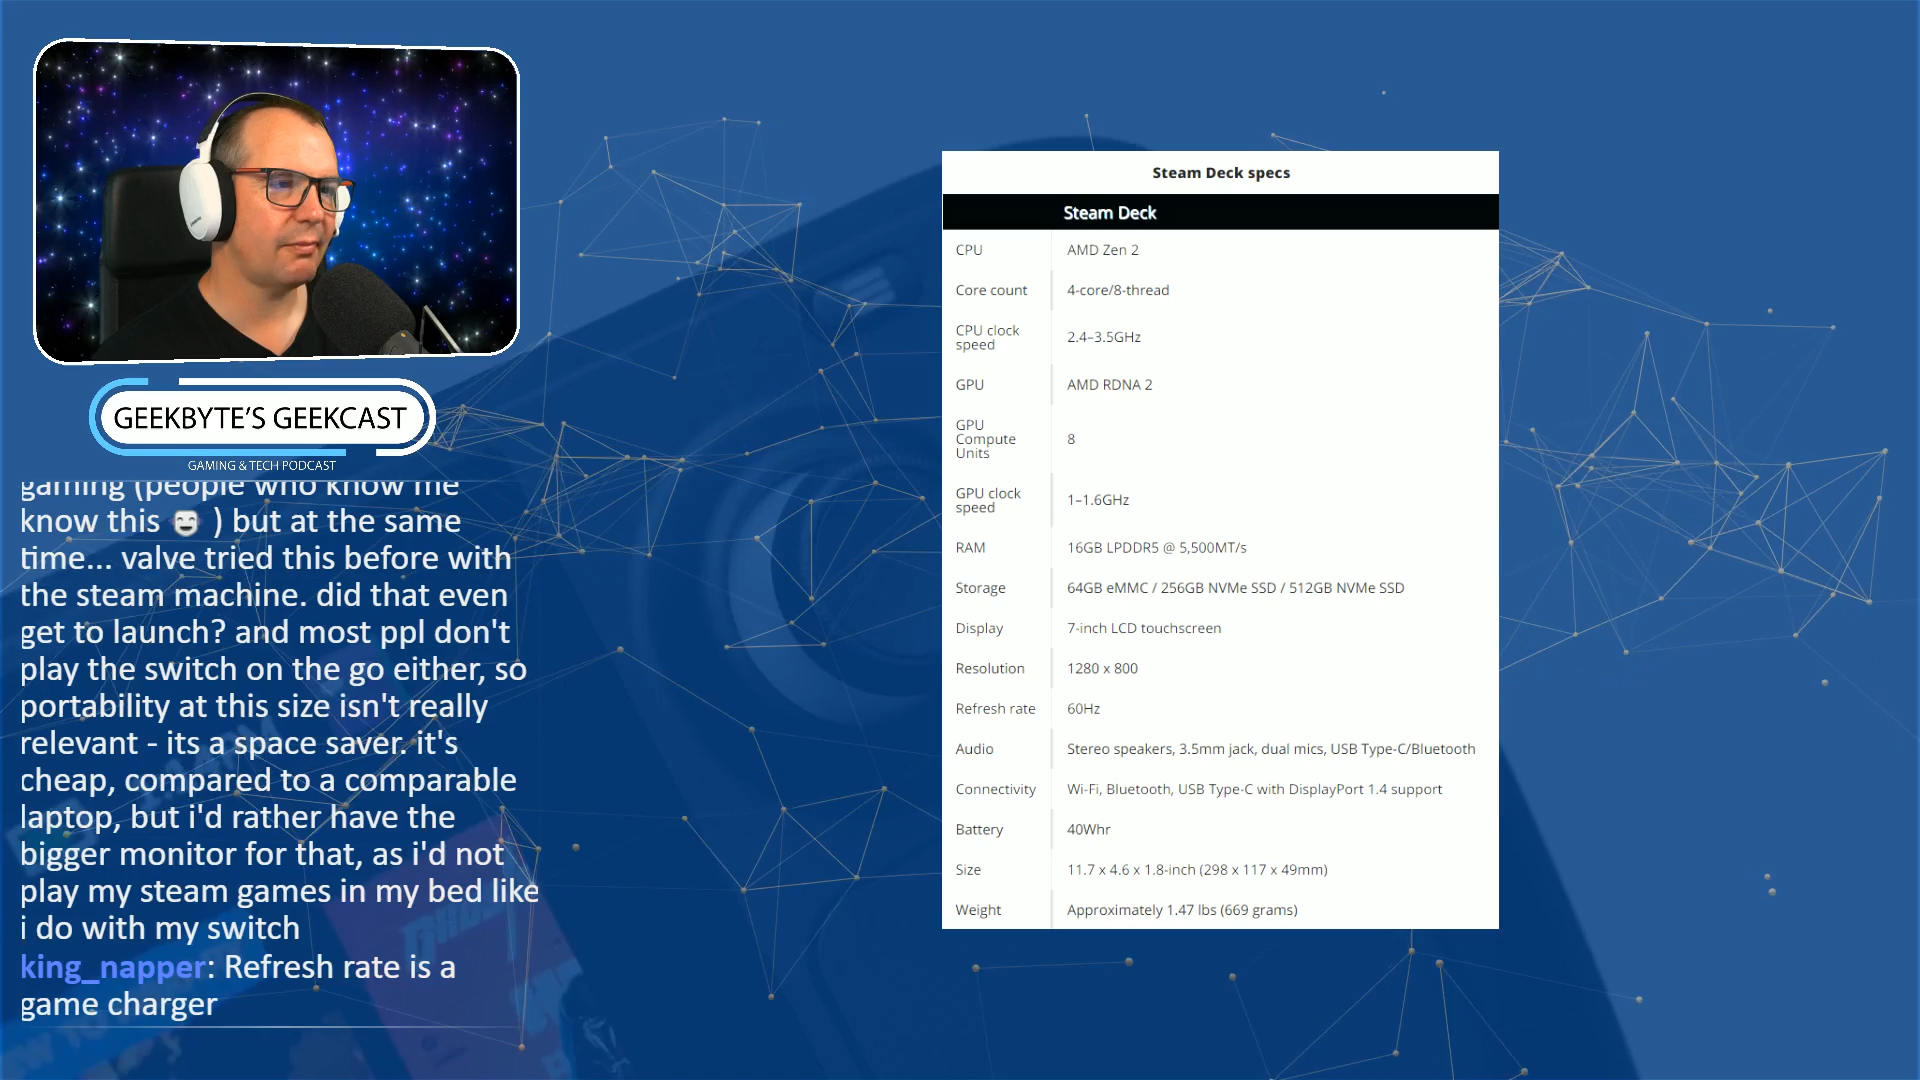 GEEKBYTE'S GEEKCAST
GAMING & TECH PODCAST
gaming (people who know me
know this ) but at the same
time... valve tried this before with
the steam machine. did that even
get to launch? and most ppl don't
play the switch on the go either, so
portability at this size isn't really
relevant - its a space saver. it's
cheap, compared to a comparable
laptop, but i'd rather have the
bigger monitor for that, as i'd not
play my steam games in my bed like
i do with my switch
king_napper: Refresh rate is a
game charger
Steam Deck specs
Steam Deck
CPU AMD Zen 2
Core count 4-core/8-thread
CPU clock
speed 2.4–3.5GHz
GPU AMD RDNA 2
GPU
Compute
Units 8
GPU clock
speed 1–1.6GHz
RAM 16GB LPDDR5 @ 5,500MT/s
Storage 64GB eMMC / 256GB NVMe SSD / 512GB NVMe SSD
Display 7-inch LCD touchscreen
Resolution 1280 x 800
Refresh rate 60Hz
Audio Stereo speakers, 3.5mm jack, dual mics, USB Type-C/Bluetooth
Connectivity Wi-Fi, Bluetooth, USB Type-C with DisplayPort 1.4 support
Battery 40Whr
Size 11.7 x 4.6 x 1.8-inch (298 x 117 x 49mm)
Weight Approximately 1.47 lbs (669 grams)